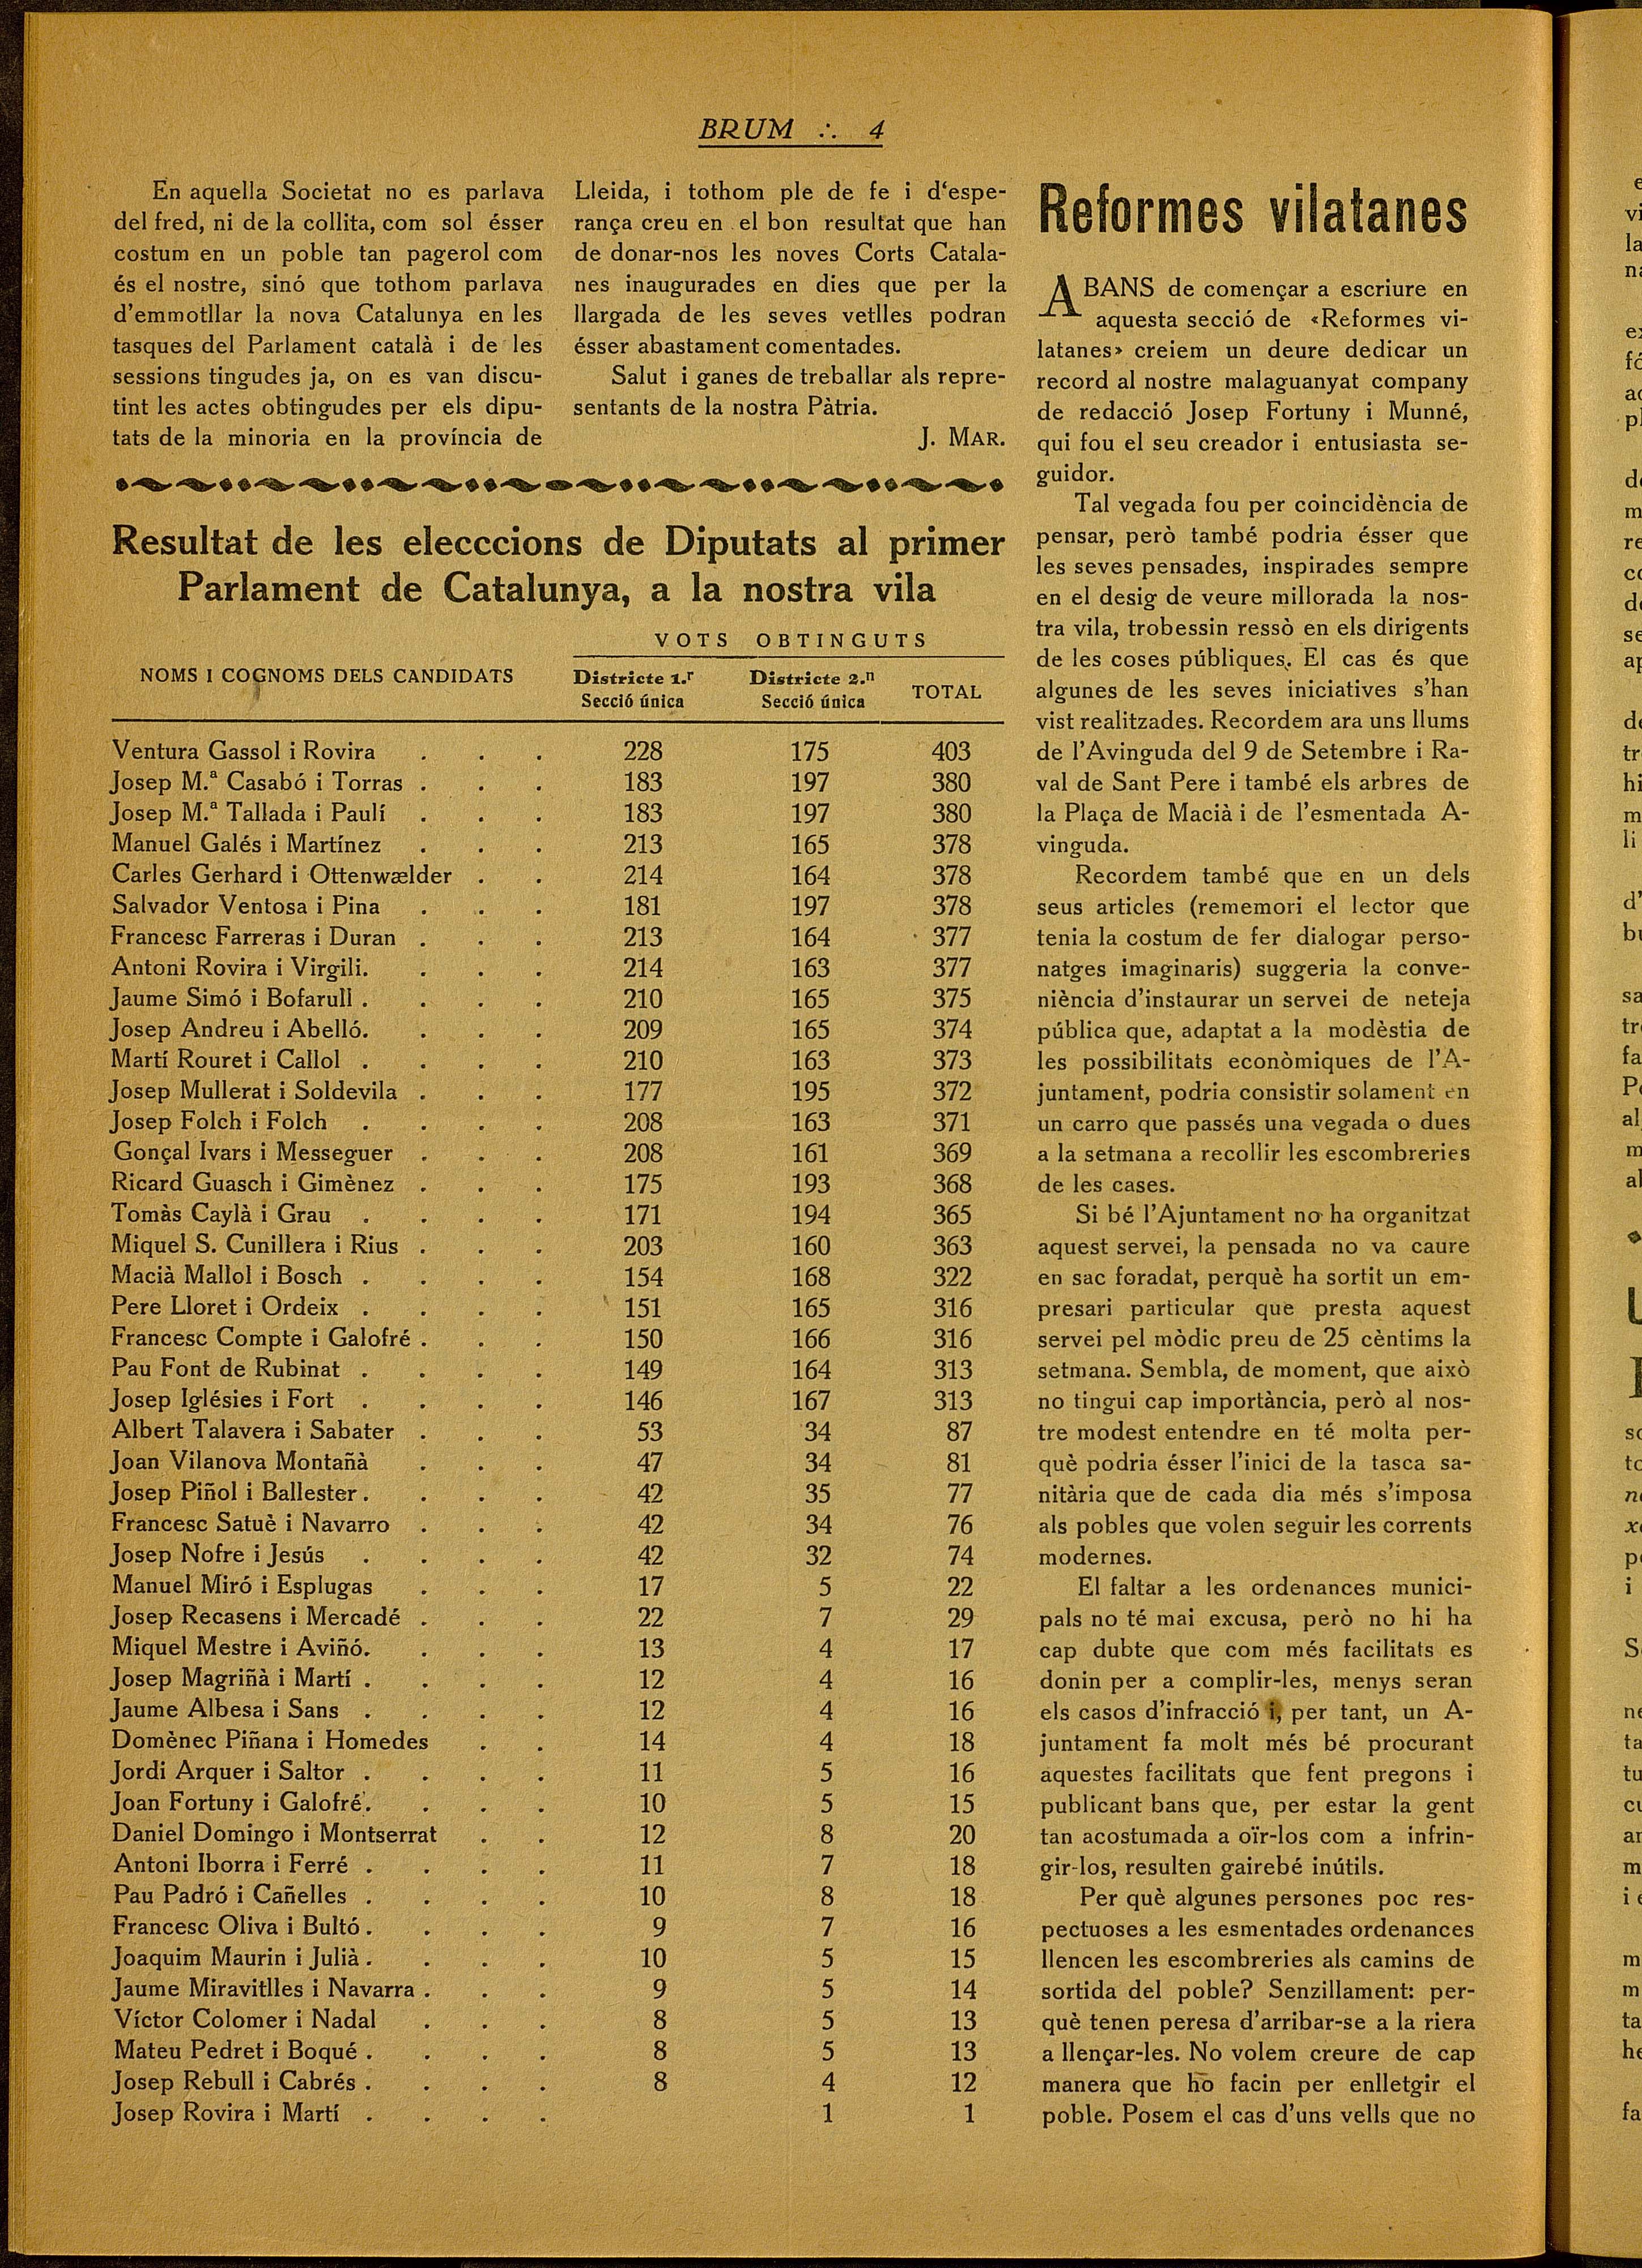 BRUM ∴ 4
En aquella Societat no es parlava
del fred, ni de la collita, com sol ésser
costum en un poble tan pagerol com
és el nostre, sinó que tothom parlava
d'emmotllar la nova Catalunya en les
tasques del Parlament català i de les
sessions tingudes ja, on es van discu-
tint les actes obtingudes per els dipu-
tats de la minoria en la província de
Lleida, i tothom ple de fe i d‘espe-
rança creu en el bon resultat que han
de donar-nos les noves Corts Catala-
nes inaugurades en dies que per la
llargada de les seves vetlles podran
ésser abastament comentades.
Salut i ganes de treballar als repre-
sentants de la nostra Pàtria.
J. MAR.
Resultat de les elecccions de Diputats al primer
Parlament de Catalunya, a la nostra vila
VOTS OBTINGUTS
NOMS I COGNOMS DELS CANDIDATS Districte 1.r Districte 2.n TOTAL
Secció única Secció única
Ventura Gassol i Rovira . . . 228 175 403
Josep M.ª Casabó i Torras . . . 183 197 380
Josep M.ª Tallada i Paulí . . . 183 197 380
Manuel Galés i Martínez . . . 213 165 378
Carles Gerhard i Ottenwælder . . 214 164 378
Salvador Ventosa i Pina . . . 181 197 378
Francesc Farreras i Duran . . . 213 164 377
Antoni Rovira i Virgili. . . . 214 163 377
Jaume Simó i Bofarull . . . . 210 165 375
Josep Andreu i Abelló. . . . 209 165 374
Martí Rouret i Callol . . . . 210 163 373
Josep Mullerat i Soldevila . . . 177 195 372
Josep Folch i Folch . . . . 208 163 371
Gonçal Ivars i Messeguer . . . 208 161 369
Ricard Guasch i Gimènez . . . 175 193 368
Tomàs Caylà i Grau . . . . 171 194 365
Miquel S. Cunillera i Rius . . . 203 160 363
Macià Mallol i Bosch . . . . 154 168 322
Pere Lloret i Ordeix . . . . 151 165 316
Francesc Compte i Galofré . . . 150 166 316
Pau Font de Rubinat . . . . 149 164 313
Josep Iglésies i Fort . . . . 146 167 313
Albert Talavera i Sabater . . . 53 34 87
Joan Vilanova Montañà . . . 47 34 81
Josep Piñol i Ballester . . . . 42 35 77
Francesc Satuè i Navarro . . . 42 34 76
Josep Nofre i Jesús . . . . 42 32 74
Manuel Miró i Esplugas . . . 17 5 22
Josep Recasens i Mercadé . . . 22 7 29
Miquel Mestre i Aviñó. . . . 13 4 17
Josep Magriñà i Martí . . . . 12 4 16
Jaume Albesa i Sans . . . . 12 4 16
Domènec Piñana i Homedes . . 14 4 18
Jordi Arquer i Saltor . . . . 11 5 16
Joan Fortuny i Galofré. . . . 10 5 15
Daniel Domingo i Montserrat . . 12 8 20
Antoni Iborra i Ferré . . . . 11 7 18
Pau Padró i Cañelles . . . . 10 8 18
Francesc Oliva i Bultó . . . . 9 7 16
Joaquim Maurin i Julià . . . . 10 5 15
Jaume Miravitlles i Navarra . . . 9 5 14
Víctor Colomer i Nadal . . . 8 5 13
Mateu Pedret i Boqué . . . . 8 5 13
Josep Rebull i Cabrés . . . . 8 4 12
Josep Rovira i Martí . . . . 1 1
Reformes vilatanes
ABANS de començar a escriure en
aquesta secció de «Reformes vi-
latanes» creiem un deure dedicar un
record al nostre malaguanyat company
de redacció Josep Fortuny i Munné,
qui fou el seu creador i entusiasta se-
guidor.
Tal vegada fou per coincidència de
pensar, però també podria ésser que
les seves pensades, inspirades sempre
en el desig de veure millorada la nos-
tra vila, trobessin ressò en els dirigents
de les coses públiques. El cas és que
algunes de les seves iniciatives s'han
vist realitzades. Recordem ara uns llums
de l'Avinguda del 9 de Setembre i Ra-
val de Sant Pere i també els arbres de
la Plaça de Macià i de l'esmentada A-
vinguda.
Recordem també que en un dels
seus articles (rememori el lector que
tenia la costum de fer dialogar perso-
natges imaginaris) suggeria la conve-
niència d'instaurar un servei de neteja
pública que, adaptat a la modèstia de
les possibilitats econòmiques de l'A-
juntament, podria consistir solament en
un carro que passés una vegada o dues
a la setmana a recollir les escombreries
de les cases.
Si bé l'Ajuntament no ha organitzat
aquest servei, la pensada no va caure
en sac foradat, perquè ha sortit un em-
presari particular que presta aquest
servei pel mòdic preu de 25 cèntims la
setmana. Sembla, de moment, que això
no tingui cap importància, però al nos-
tre modest entendre en té molta per-
què podria ésser l'inici de la tasca sa-
nitària que de cada dia més s'imposa
als pobles que volen seguir les corrents
modernes.
El faltar a les ordenances munici-
pals no té mai excusa, però no hi ha
cap dubte que com més facilitats es
donin per a complir-les, menys seran
els casos d'infracció i, per tant, un A-
juntament fa molt més bé procurant
aquestes facilitats que fent pregons i
publicant bans que, per estar la gent
tan acostumada a oïr-los com a infrin-
gir-los, resulten gairebé inútils.
Per què algunes persones poc res-
pectuoses a les esmentades ordenances
llencen les escombreries als camins de
sortida del poble? Senzillament: per-
què tenen peresa d'arribar-se a la riera
a llençar-les. No volem creure de cap
manera que ho facin per enlletgir el
poble. Posem el cas d'uns vells que no